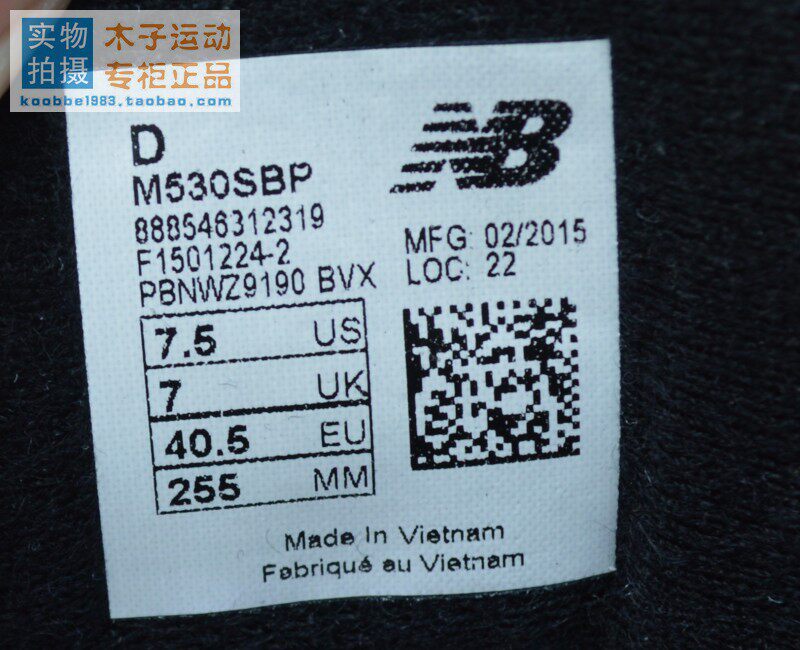 实物拍摄
木子运动
专柜正品
koobbe1983.taobao.com
D
M530SBP
888546312319
F1501224-2
PBNWZ9190 BVX
NB
MFG: 02/2015
LOC: 22
7.5 US
7 UK
40.5 EU
255 MM
Made In Vietnam
Fabriqué au Vietnam